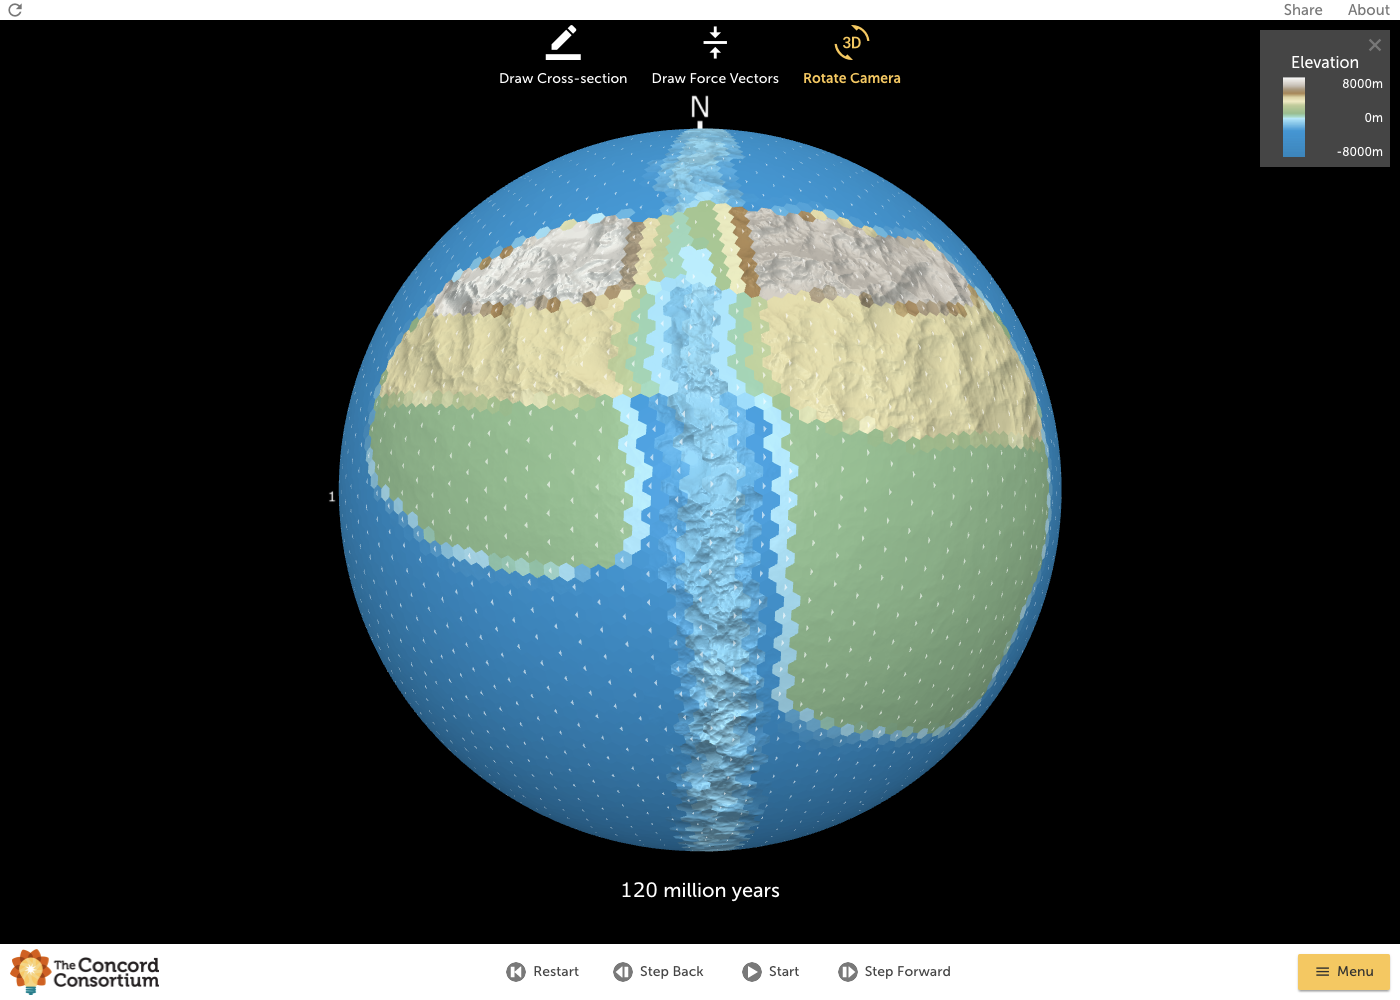 Share
About
Draw Cross-section
Draw Force Vectors
3D
Rotate Camera
Elevation
8000m
0m
-8000m
N
1
120 million years
The Concord
Consortium
Restart
Step Back
Start
Step Forward
Menu